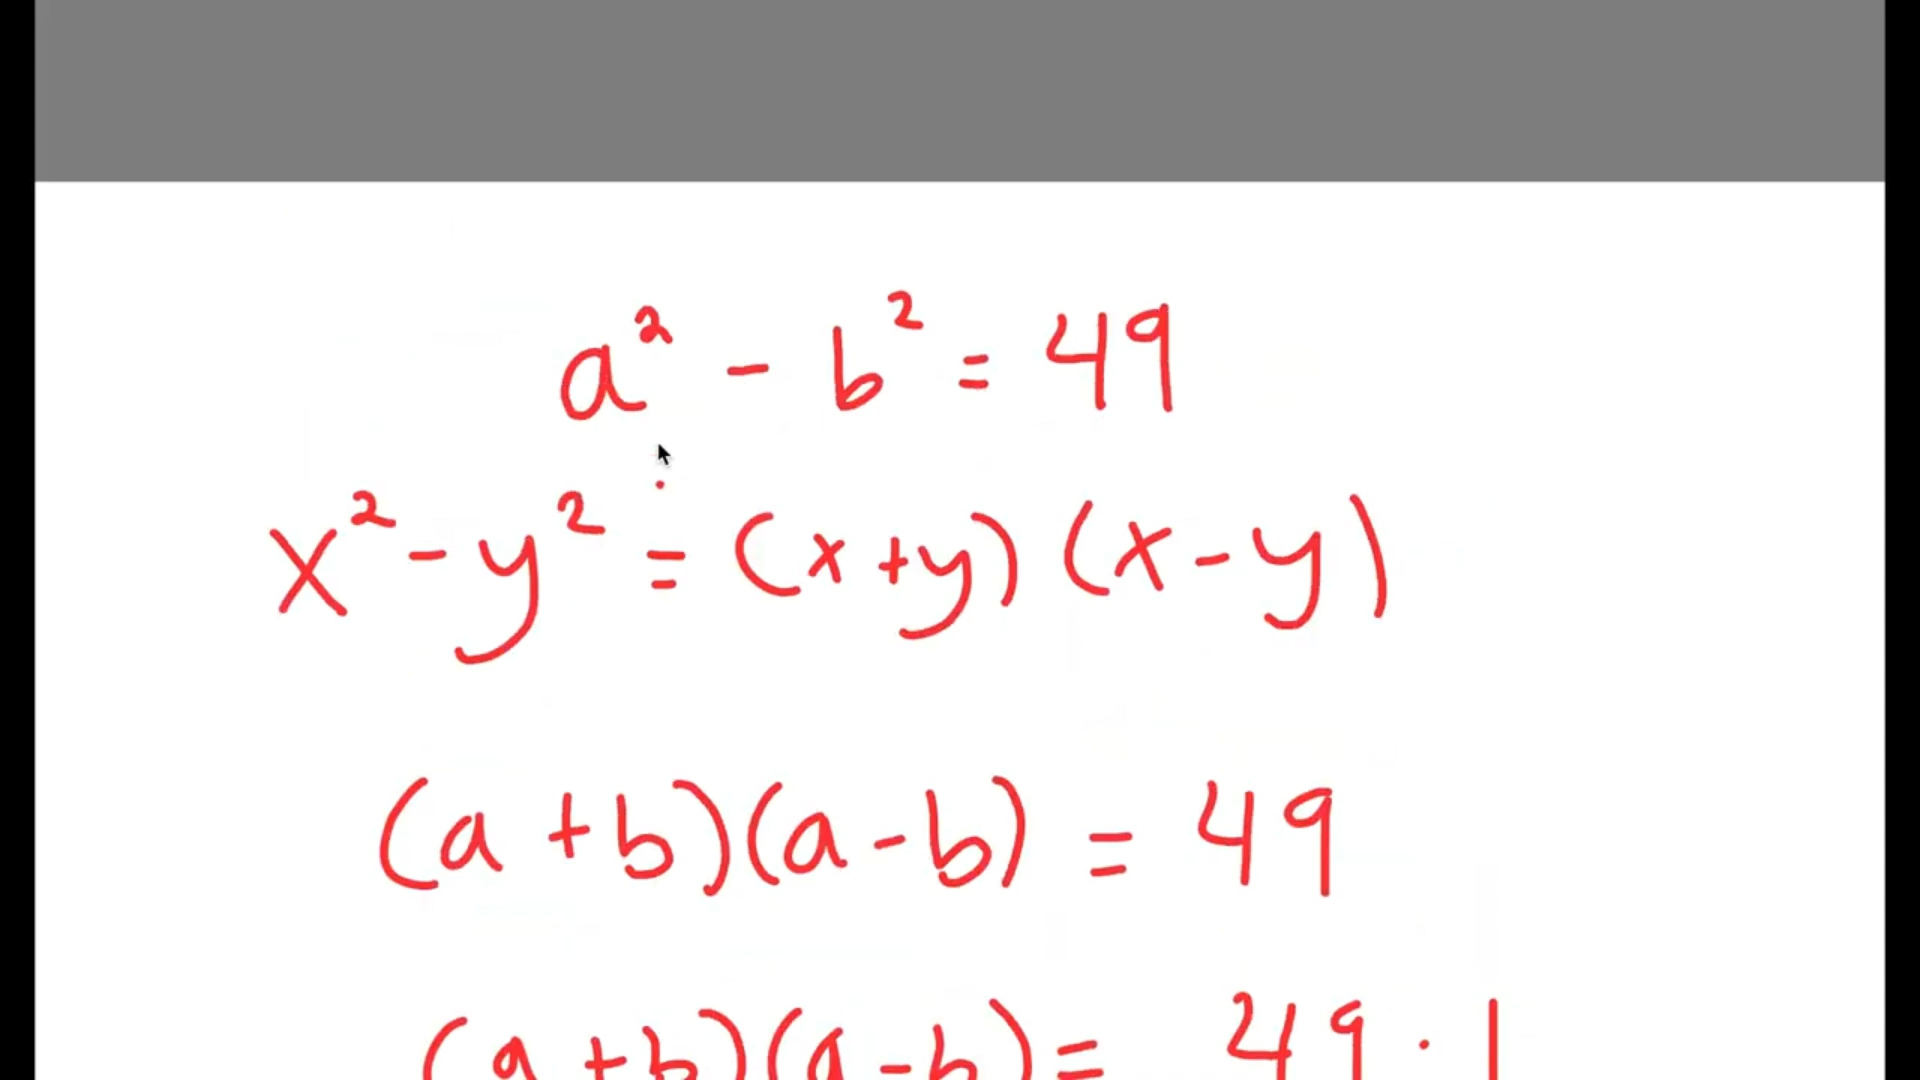 a² - b² = 49
x² - y² = (x + y) (x - y)
(a + b)(a - b) = 49
(a + b)(a - b) = 49 · 1